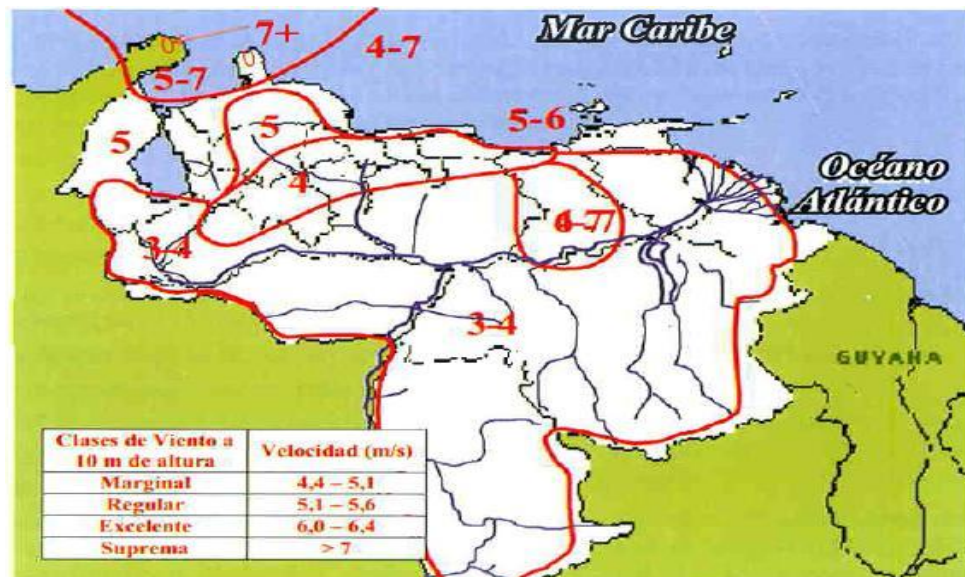 7+
Mar Caribe
4-7
5-7
5-6
5
5
Océano
Atlántico
4
3-4
3-4
GUYANA
Clases de Viento a
10 m de altura
Velocidad (m/s)
Marginal
4,4 – 5,1
Regular
5,1 – 5,6
Excelente
6,0 – 6,4
Suprema
> 7